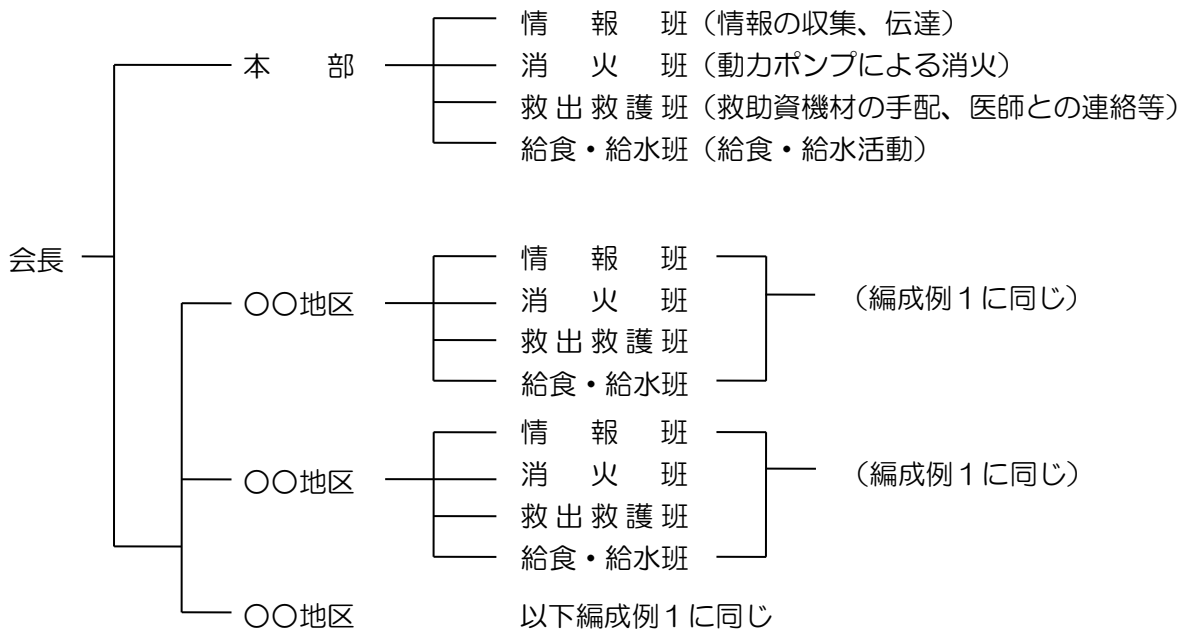 情報班（情報の収集、伝達）
本部 消火班（動力ポンプによる消火）
救出救護班（救助資機材の手配、医師との連絡等）
給食・給水班（給食・給水活動）
会長
情報班
〇〇地区 消火班 （編成例１に同じ）
救出救護班
給食・給水班
情報班
〇〇地区 消火班 （編成例１に同じ）
救出救護班
給食・給水班
〇〇地区 以下編成例１に同じ